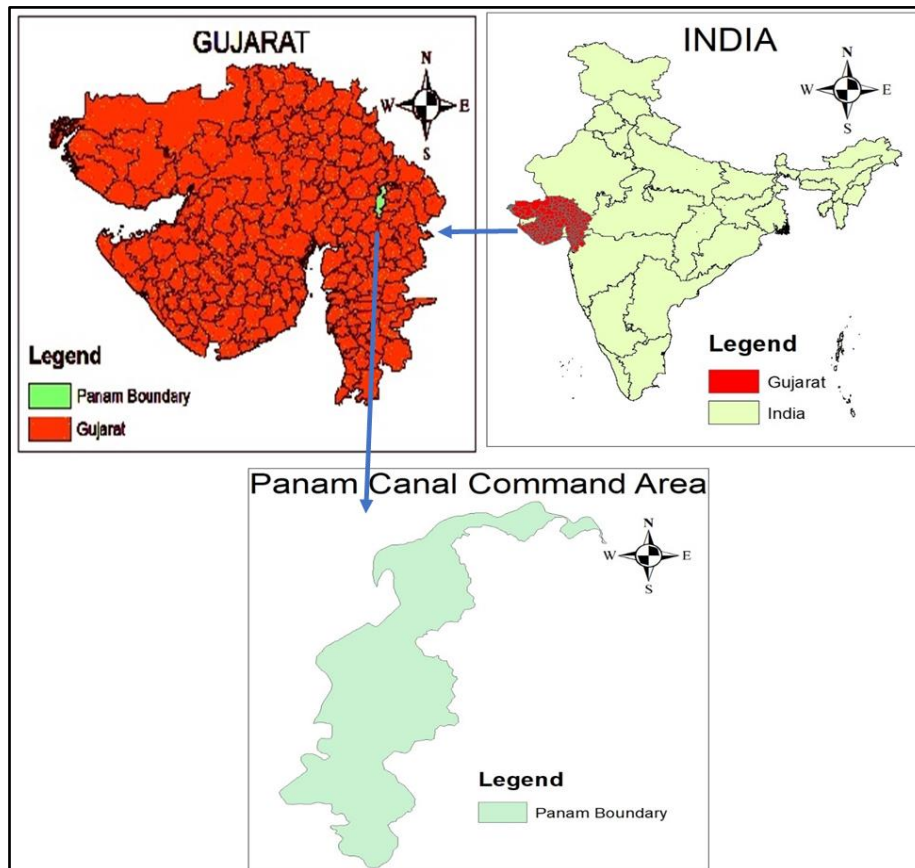 GUJARAT
N
W
E
S
Legend
Panam Boundary
Gujarat
INDIA
N
W
E
S
Legend
Gujarat
India
Panam Canal Command Area
N
W
E
S
Legend
Panam Boundary